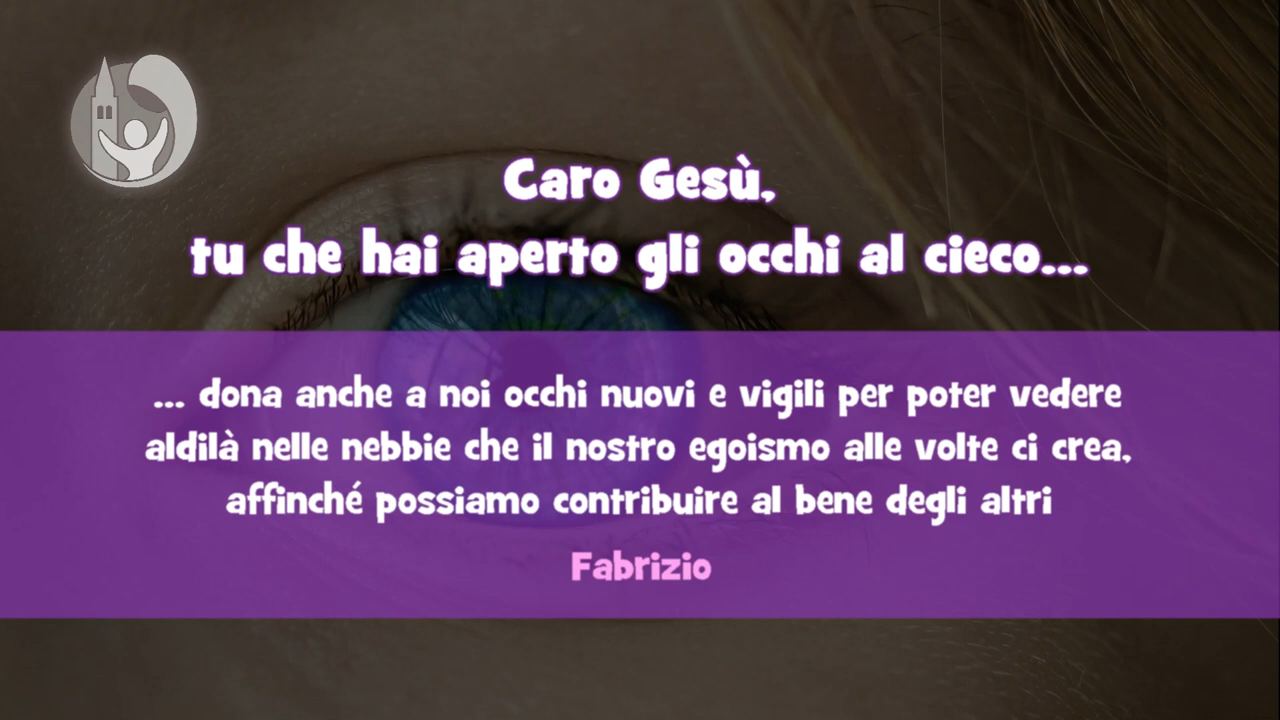 Caro Gesù,
tu che hai aperto gli occhi al cieco...
... dona anche a noi occhi nuovi e vigili per poter vedere
aldilà nelle nebbie che il nostro egoismo alle volte ci crea,
affinché possiamo contribuire al bene degli altri
Fabrizio